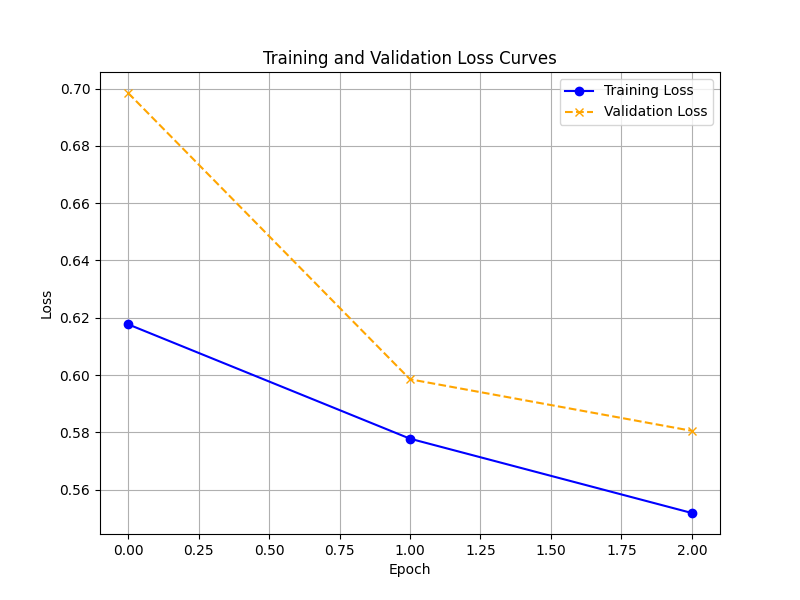 Training and Validation Loss Curves
Training Loss
Validation Loss
0.70
0.68
0.66
0.64
0.62
0.60
0.58
0.56
Loss
0.00 0.25 0.50 0.75 1.00 1.25 1.50 1.75 2.00
Epoch